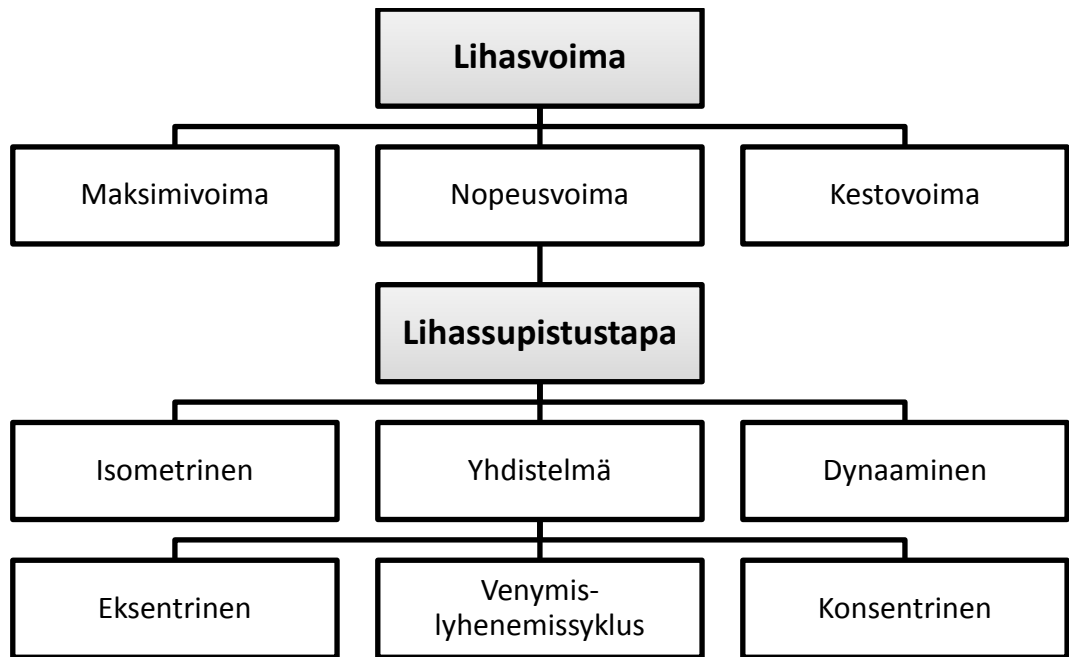 Lihasvoima
Maksimivoima
Nopeusvoima
Kestovoima
Lihassupistustapa
Isometrinen
Yhdistelmä
Dynaaminen
Eksentrinen
Venymis-
lyhenemissyklus
Konsentrinen